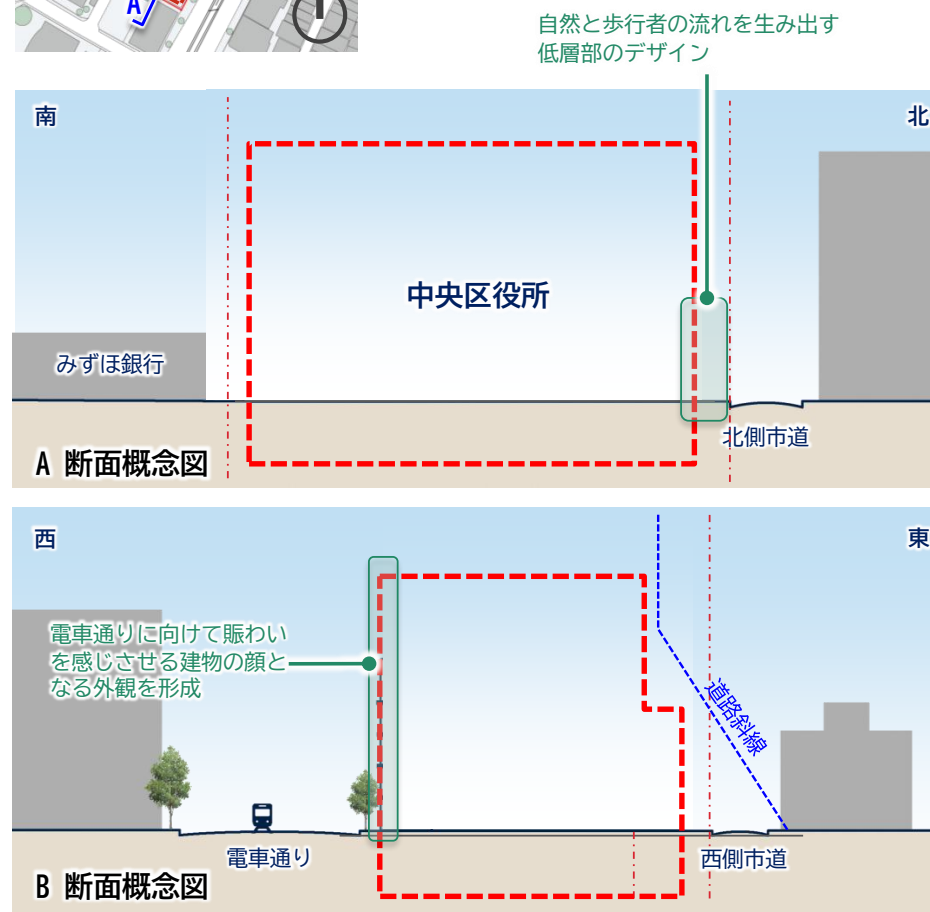 A
自然と歩行者の流れを生み出す
低層部のデザイン
南
北
中央区役所
みずほ銀行
北側市道
A 断面概念図
西
東
電車通りに向けて賑わい
を感じさせる建物の顔と
なる外観を形成
道路斜線
電車通り
西側市道
B 断面概念図